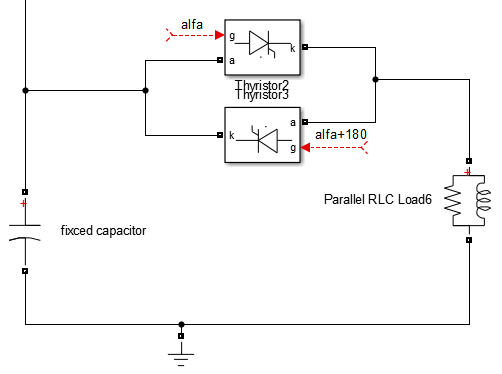 alfa
g
k
a
Thyristor2
Thyristor3
a
k
alfa+180
g
+
+
Parallel RLC Load6
fixced capacitor